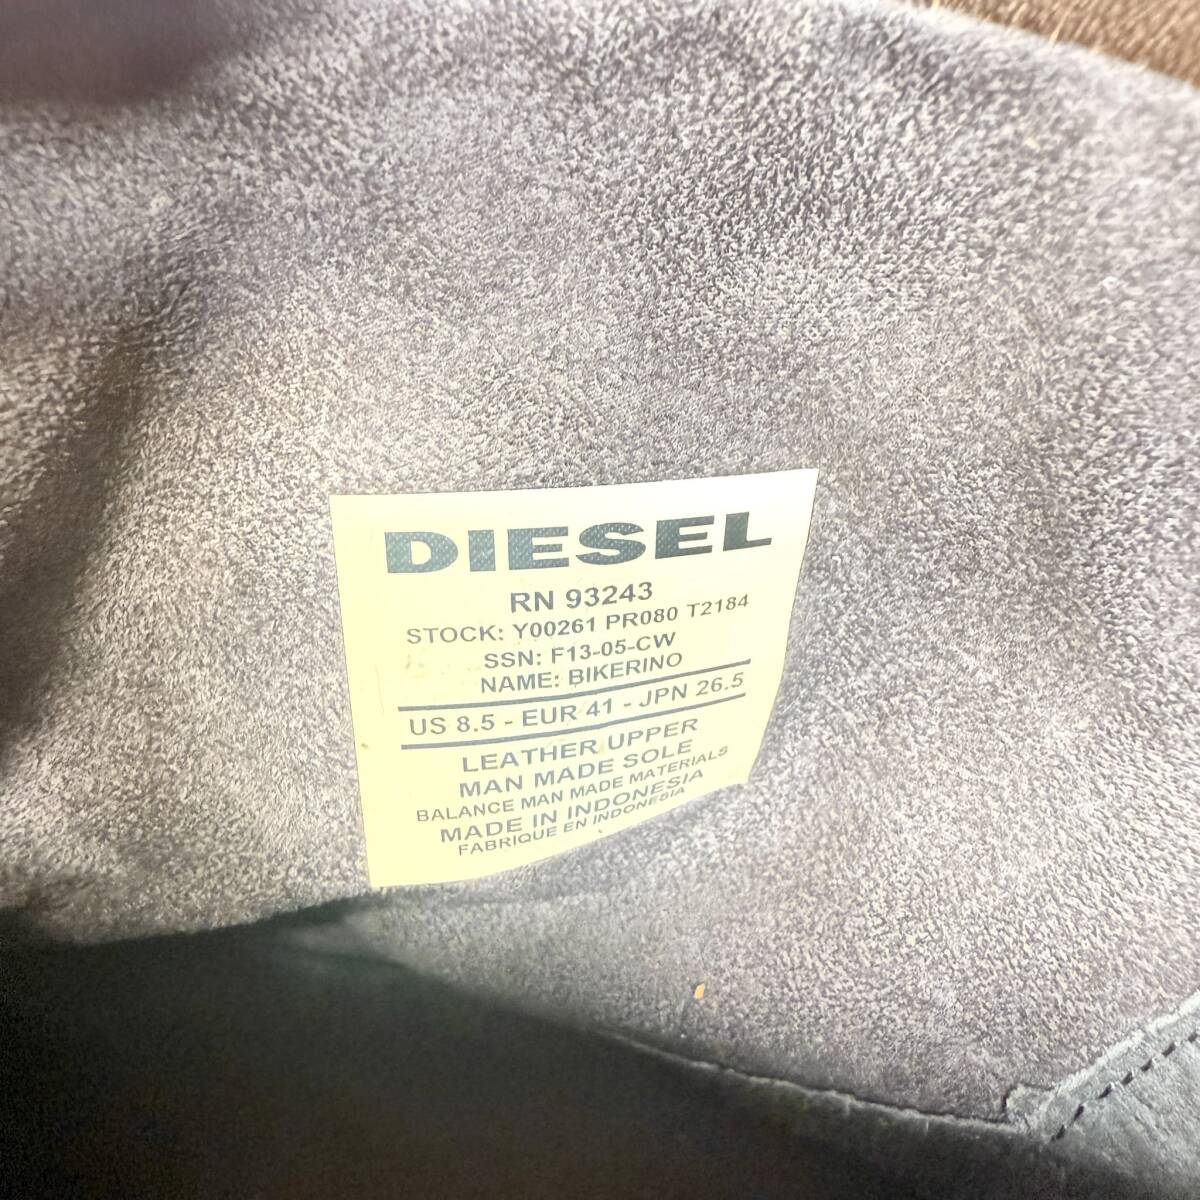 DIESEL
RN 93243
STOCK: Y00261 PR080 T2184
SSN: F13-05-CW
NAME: BIKERINO
US 8.5 - EUR 41 - JPN 26.5
LEATHER UPPER
MAN MADE SOLE
BALANCE MAN MADE MATERIALS
MADE IN INDONESIA
FABRIQUE EN INDONESIA